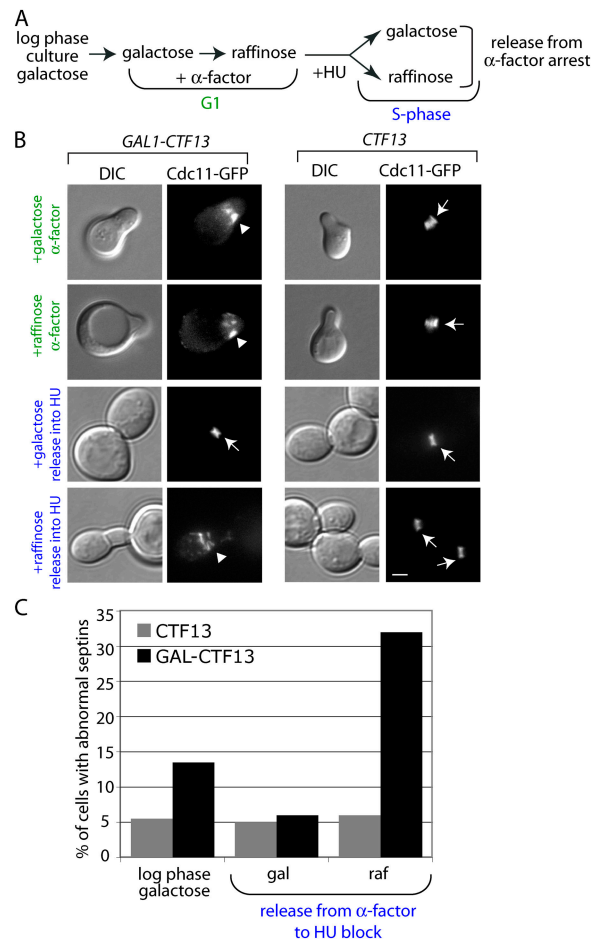 A
log phase
culture
galactose
galactose
raffinose
+ α-factor
G1
+HU
galactose
raffinose
S-phase
release from
α-factor arrest
B
GAL1-CTF13
CTF13
DIC
Cdc11-GFP
DIC
Cdc11-GFP
+galactose
α-factor
+raffinose
α-factor
+galactose
release into HU
+raffinose
release into HU
C
% of cells with abnormal septins
35
30
25
20
15
10
5
0
CTF13
GAL-CTF13
log phase
galactose
gal
raf
release from α-factor
to HU block